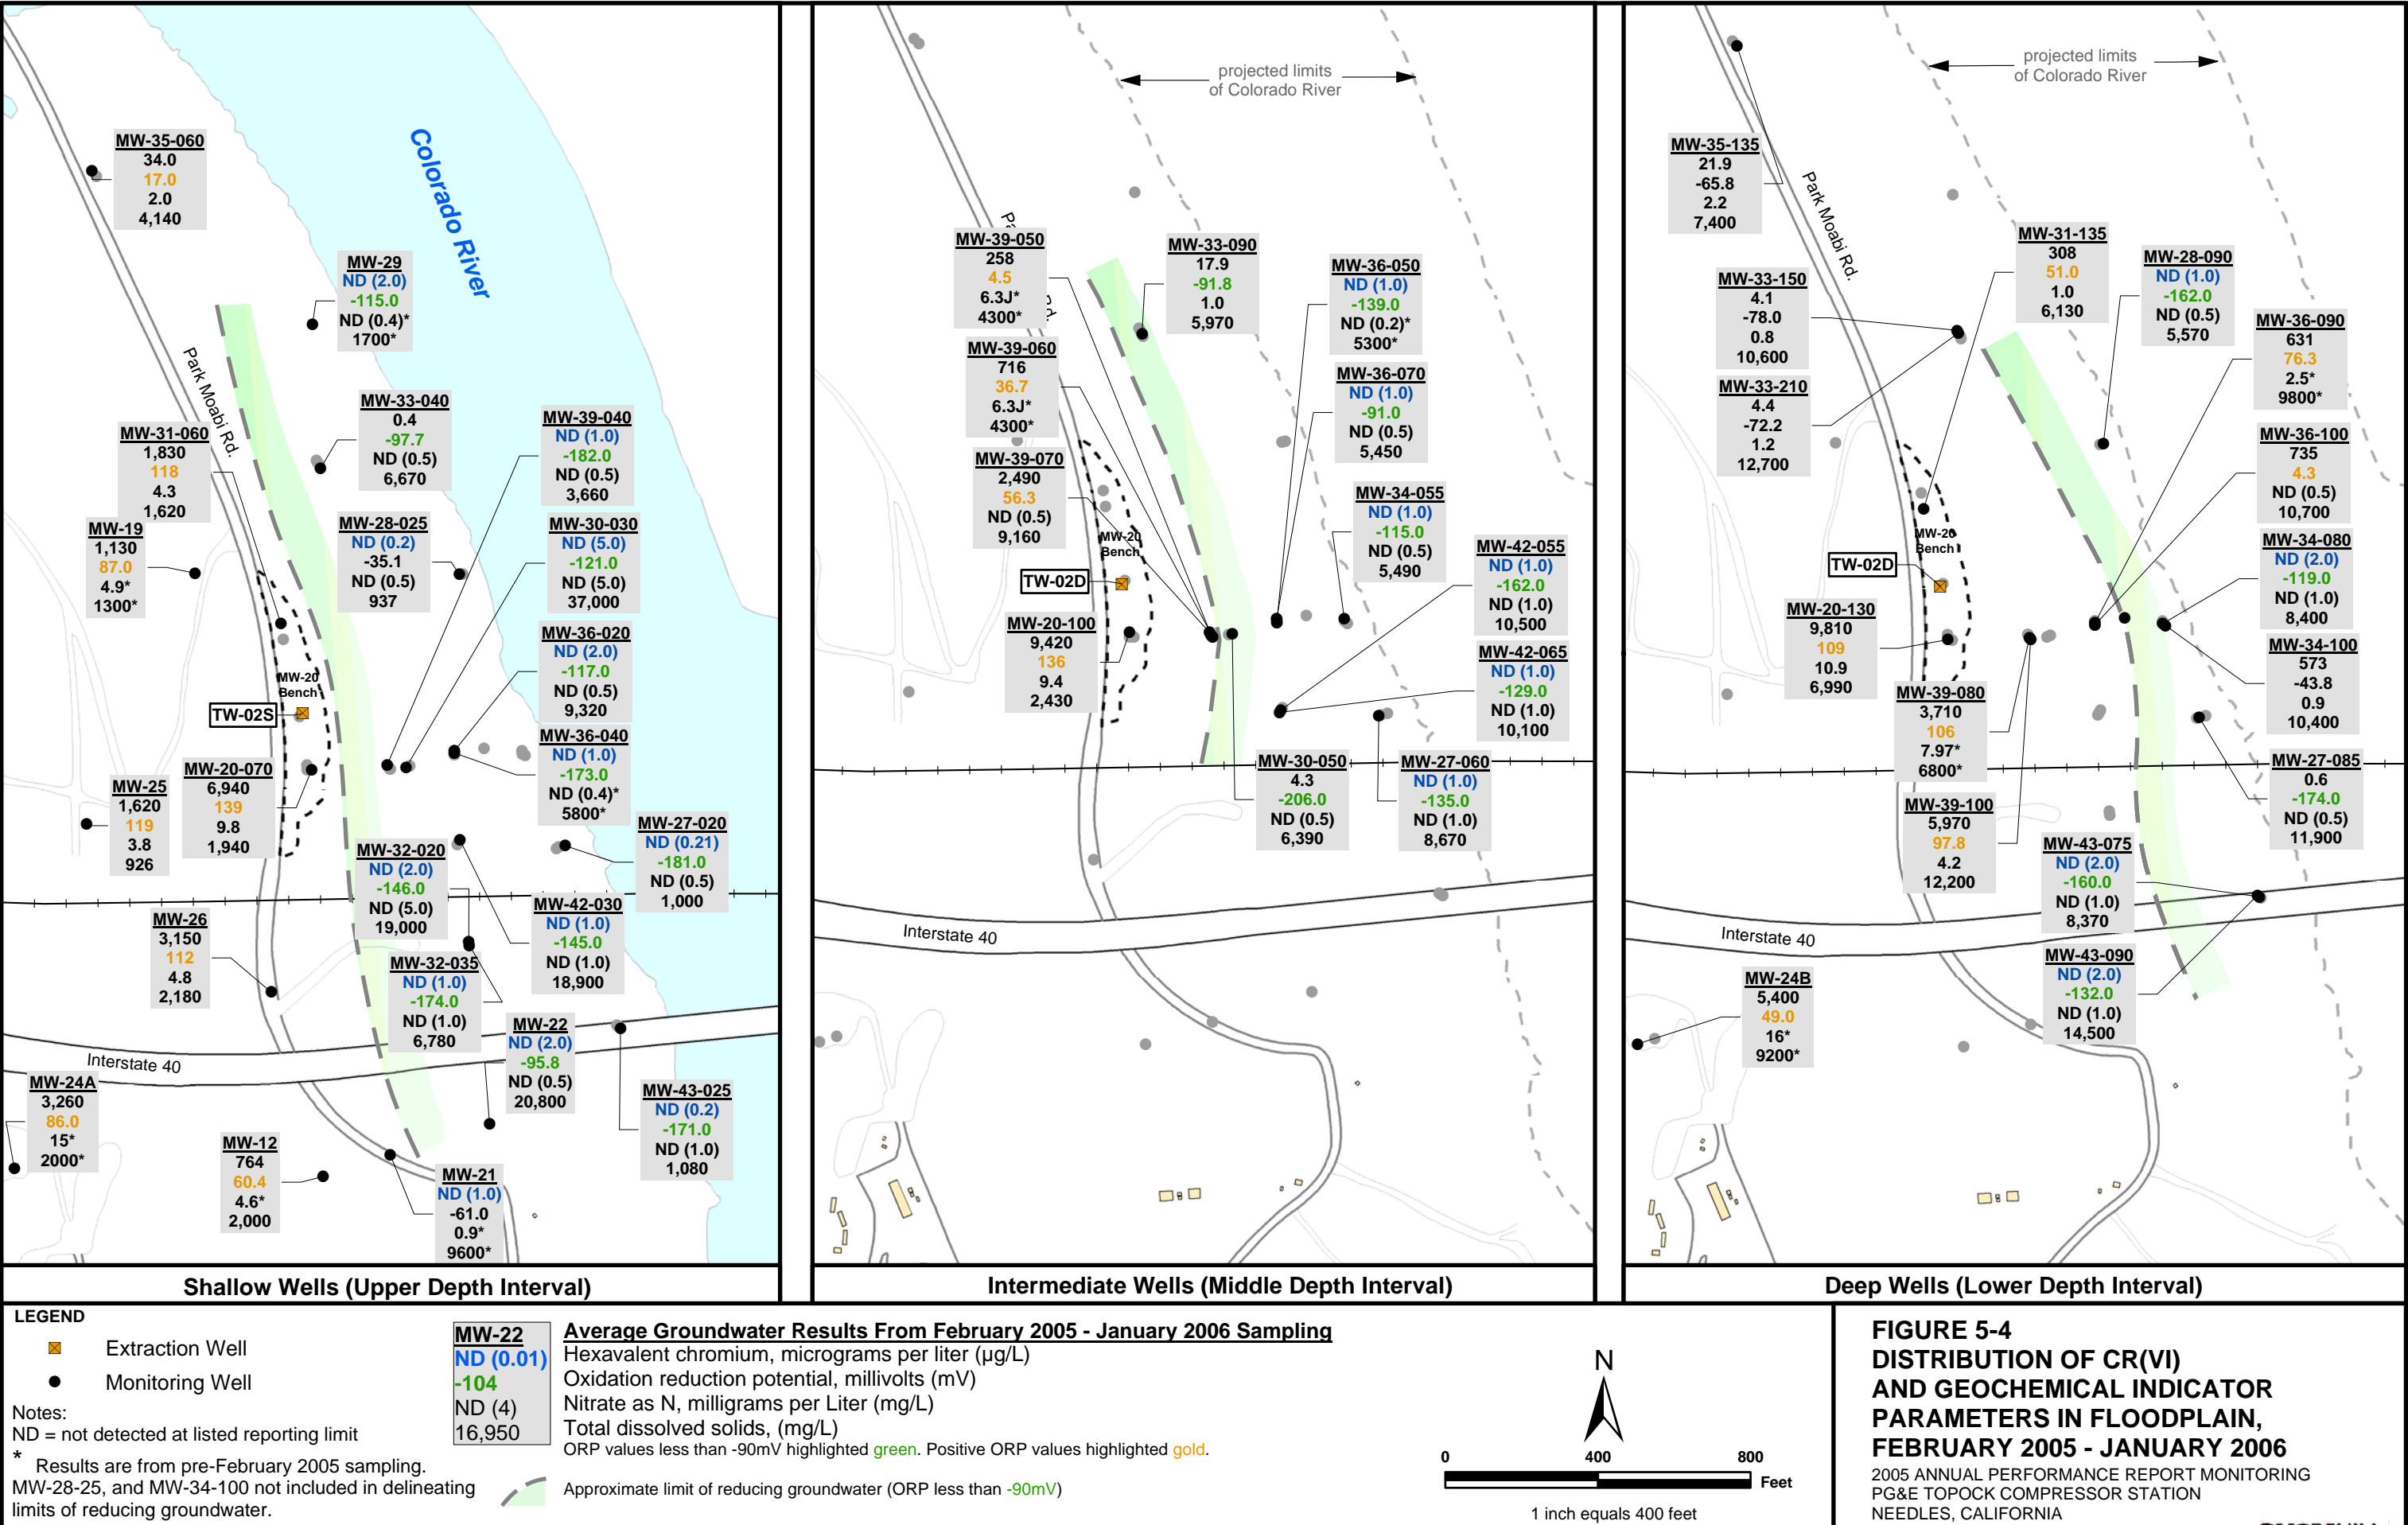 Colorado River
Park Moabi Rd.
MW-35-060
34.0
17.0
2.0
4,140
MW-29
ND (2.0)
-115.0
ND (0.4)*
1700*
MW-33-040
0.4
-97.7
ND (0.5)
6,670
MW-39-040
ND (1.0)
-182.0
ND (0.5)
3,660
MW-31-060
1,830
118
4.3
1,620
MW-19
1,130
87.0
4.9*
1300*
MW-28-025
ND (0.2)
-35.1
ND (0.5)
937
MW-30-030
ND (5.0)
-121.0
ND (5.0)
37,000
MW-36-020
ND (2.0)
-117.0
ND (0.5)
9,320
MW-20
Bench
TW-02S
MW-36-040
ND (1.0)
-173.0
ND (0.4)*
5800*
MW-20-070
6,940
139
9.8
1,940
MW-25
1,620
119
3.8
926
MW-27-020
ND (0.21)
-181.0
ND (0.5)
1,000
MW-32-020
ND (2.0)
-146.0
ND (5.0)
19,000
MW-42-030
ND (1.0)
-145.0
ND (1.0)
18,900
MW-26
3,150
112
4.8
2,180
MW-32-035
ND (1.0)
-174.0
ND (1.0)
6,780
MW-22
ND (2.0)
-95.8
ND (0.5)
20,800
Interstate 40
MW-24A
3,260
86.0
15*
2000*
MW-43-025
ND (0.2)
-171.0
ND (1.0)
1,080
MW-12
764
60.4
4.6*
2,000
MW-21
ND (1.0)
-61.0
0.9*
9600*
Shallow Wells (Upper Depth Interval)
projected limits
of Colorado River
MW-39-050
258
4.5
6.3J*
4300*
MW-33-090
17.9
-91.8
1.0
5,970
MW-36-050
ND (1.0)
-139.0
ND (0.2)*
5300*
MW-39-060
716
36.7
6.3J*
4300*
MW-36-070
ND (1.0)
-91.0
ND (0.5)
5,450
MW-39-070
2,490
56.3
ND (0.5)
9,160
MW-34-055
ND (1.0)
-115.0
ND (0.5)
5,490
MW-20
Bench
TW-02D
MW-42-055
ND (1.0)
-162.0
ND (1.0)
10,500
MW-20-100
9,420
136
9.4
2,430
MW-42-065
ND (1.0)
-129.0
ND (1.0)
10,100
MW-30-050
4.3
-206.0
ND (0.5)
6,390
MW-27-060
ND (1.0)
-135.0
ND (1.0)
8,670
Interstate 40
Intermediate Wells (Middle Depth Interval)
projected limits
of Colorado River
Park Moabi Rd.
MW-35-135
21.9
-65.8
2.2
7,400
MW-31-135
308
51.0
1.0
6,130
MW-28-090
ND (1.0)
-162.0
ND (0.5)
5,570
MW-33-150
4.1
-78.0
0.8
10,600
MW-36-090
631
76.3
2.5*
9800*
MW-33-210
4.4
-72.2
1.2
12,700
MW-36-100
735
4.3
ND (0.5)
10,700
MW-20
Bench
TW-02D
MW-34-080
ND (2.0)
-119.0
ND (1.0)
8,400
MW-20-130
9,810
109
10.9
6,990
MW-34-100
573
-43.8
0.9
10,400
MW-39-080
3,710
106
7.97*
6800*
MW-27-085
0.6
-174.0
ND (0.5)
11,900
MW-39-100
5,970
97.8
4.2
12,200
MW-43-075
ND (2.0)
-160.0
ND (1.0)
8,370
Interstate 40
MW-43-090
ND (2.0)
-132.0
ND (1.0)
14,500
MW-24B
5,400
49.0
16*
9200*
Deep Wells (Lower Depth Interval)
LEGEND
Extraction Well
Monitoring Well
Notes:
ND = not detected at listed reporting limit
* Results are from pre-February 2005 sampling.
MW-28-25, and MW-34-100 not included in delineating
limits of reducing groundwater.
MW-22
ND (0.01)
-104
ND (4)
16,950
Average Groundwater Results From February 2005 - January 2006 Sampling
Hexavalent chromium, micrograms per liter (µg/L)
Oxidation reduction potential, millivolts (mV)
Nitrate as N, milligrams per Liter (mg/L)
Total dissolved solids, (mg/L)
ORP values less than -90mV highlighted green. Positive ORP values highlighted gold.
Approximate limit of reducing groundwater (ORP less than -90mV)
N
0 400 800
Feet
1 inch equals 400 feet
FIGURE 5-4
DISTRIBUTION OF CR(VI)
AND GEOCHEMICAL INDICATOR
PARAMETERS IN FLOODPLAIN,
FEBRUARY 2005 - JANUARY 2006
2005 ANNUAL PERFORMANCE REPORT MONITORING
PG&E TOPOCK COMPRESSOR STATION
NEEDLES, CALIFORNIA